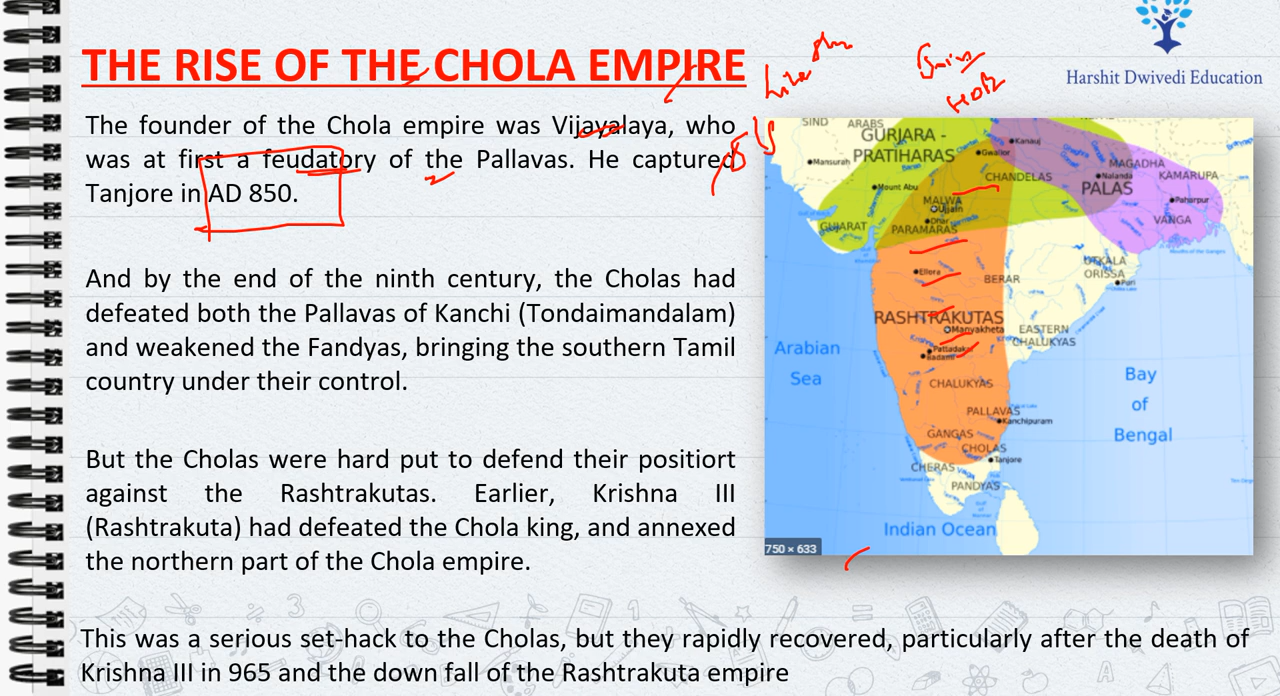 THE RISE OF THE CHOLA EMPIRE
Harshit Dwivedi Education
The founder of the Chola empire was Vijayalaya, who
was at first a feudatory of the Pallavas. He captured
Tanjore in AD 850.
And by the end of the ninth century, the Cholas had
defeated both the Pallavas of Kanchi (Tondaimandalam)
and weakened the Fandyas, bringing the southern Tamil
country under their control.
But the Cholas were hard put to defend their positiort
against the Rashtrakutas. Earlier, Krishna III
(Rashtrakuta) had defeated the Chola king, and annexed
the northern part of the Chola empire.
SIND
ARABS
GURJARA -
PRATIHARAS
Mansurah
Kanauj
Gwalior
MAGADHA
Nalanda
KAMARUPA
CHANDELAS
PALAS
Mount Abu
MALWA
Ujjain
Paharpur
Dhar
VANGA
GUJARAT
PARAMARAS
UTKALA
ORISSA
Puri
Ellora
BERAR
RASHTRAKUTAS
Manyakheta
EASTERN
CHALUKYAS
Pattadakal
Badami
Arabian
Sea
CHALUKYAS
Bay
of
Bengal
PALLAVAS
Kanchipuram
GANGAS
CHOLAS
Tanjore
CHERAS
PANDYAS
Indian Ocean
750 × 633
This was a serious set-hack to the Cholas, but they rapidly recovered, particularly after the death of
Krishna III in 965 and the down fall of the Rashtrakuta empire